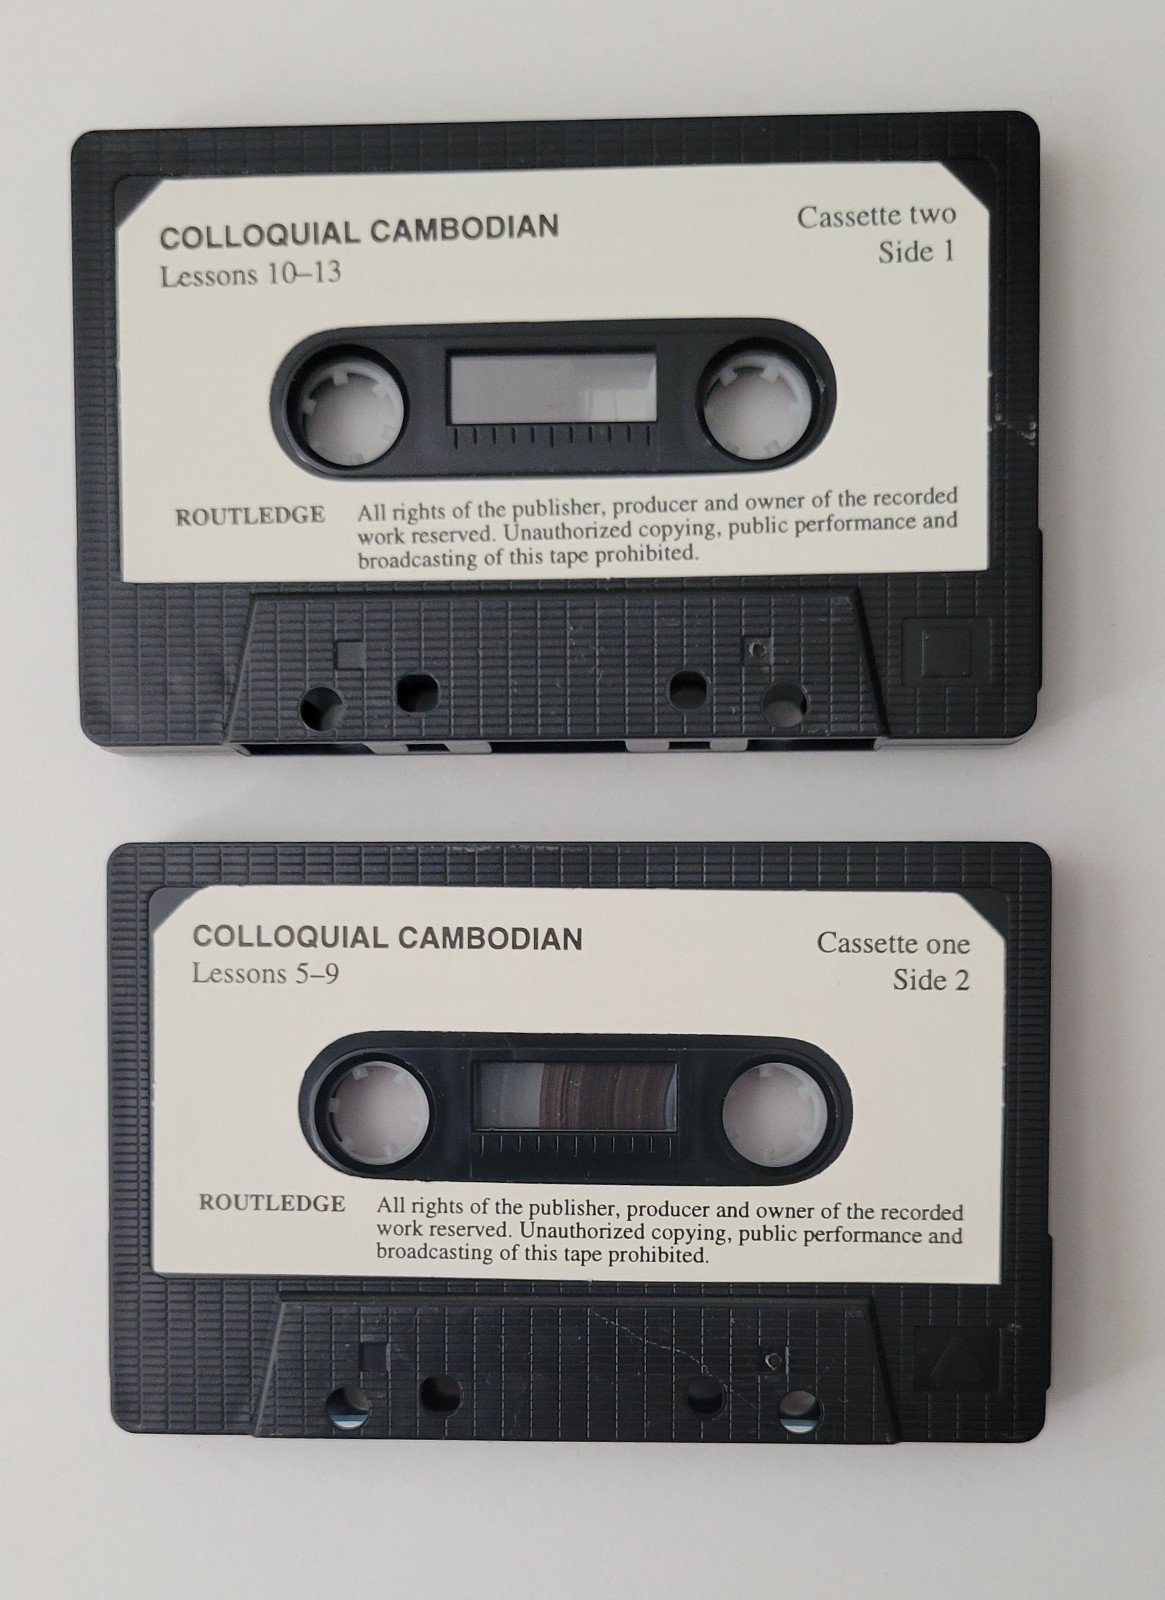 COLLOQUIAL CAMBODIAN
Lessons 10–13
Cassette two
Side 1
ROUTLEDGE
All rights of the publisher, producer and owner of the recorded
work reserved. Unauthorized copying, public performance and
broadcasting of this tape prohibited.
COLLOQUIAL CAMBODIAN
Lessons 5–9
Cassette one
Side 2
ROUTLEDGE
All rights of the publisher, producer and owner of the recorded
work reserved. Unauthorized copying, public performance and
broadcasting of this tape prohibited.